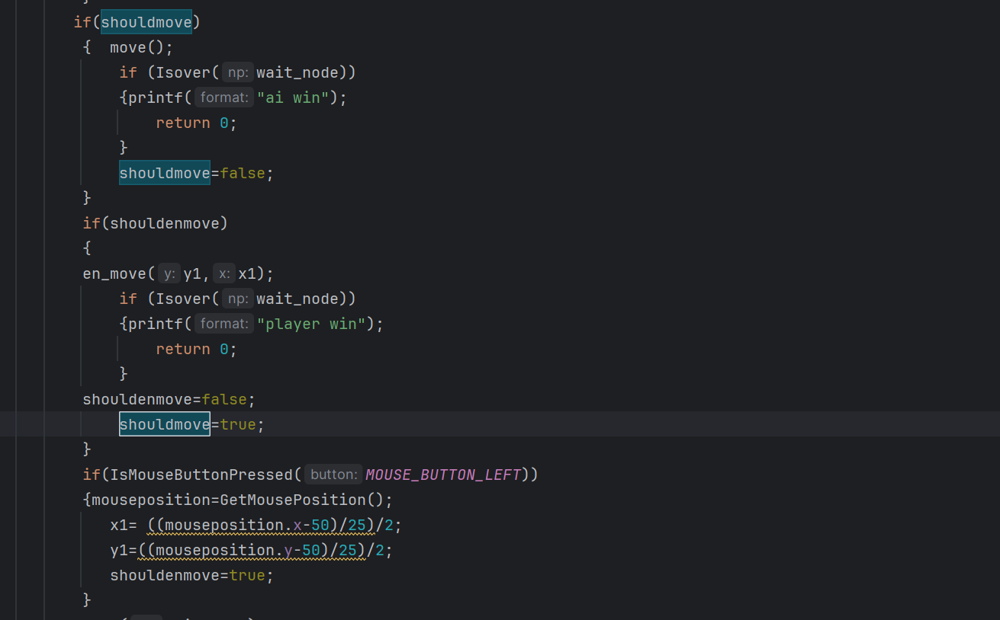 if(shouldmove)
{  move();
if (Isover( np: wait_node))
{printf( format: "ai win");
return 0;
}
shouldmove=false;
}
if(shouldenmove)
{
en_move( y: y1, x: x1);
if (Isover( np: wait_node))
{printf( format: "player win");
return 0;
}
shouldenmove=false;
shouldmove=true;
}
if(IsMouseButtonPressed( button: MOUSE_BUTTON_LEFT))
{mouseposition=GetMousePosition();
x1= ((mouseposition.x-50)/25)/2;
y1=((mouseposition.y-50)/25)/2;
shouldenmove=true;
}